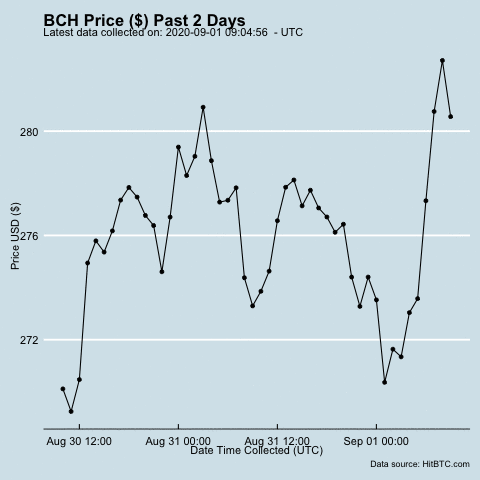 BCH Price ($) Past 2 Days
Latest data collected on: 2020-09-01 09:04:56 - UTC
280
276
272
Price USD ($)
Aug 30 12:00 Aug 31 00:00 Aug 31 12:00 Sep 01 00:00
Date Time Collected (UTC)
Data source: HitBTC.com